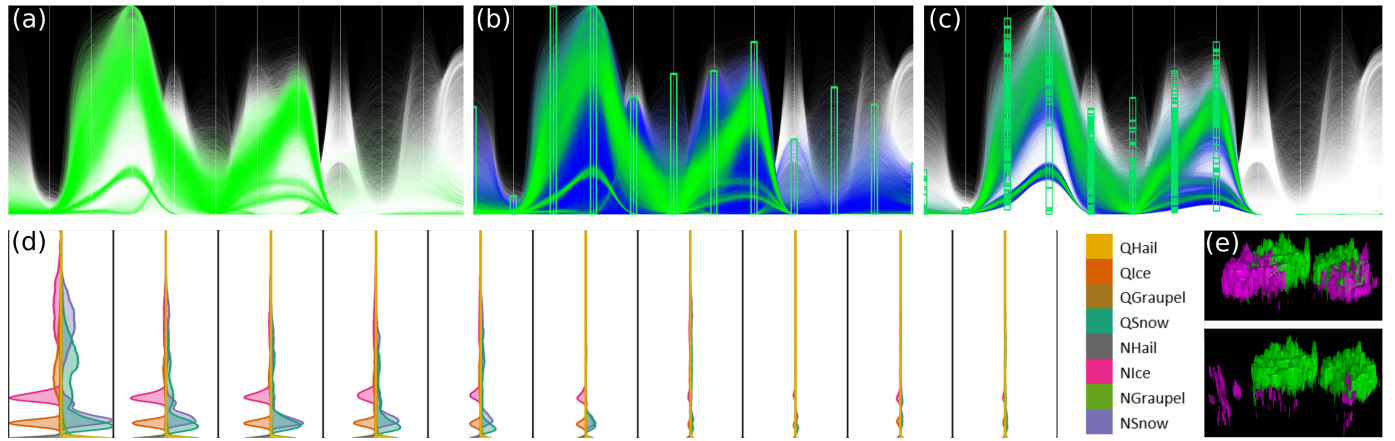 (a)
(b)
(c)
(d)
QHail
QIce
QGraupel
QSnow
NHail
NIce
NGraupel
NSnow
(e)